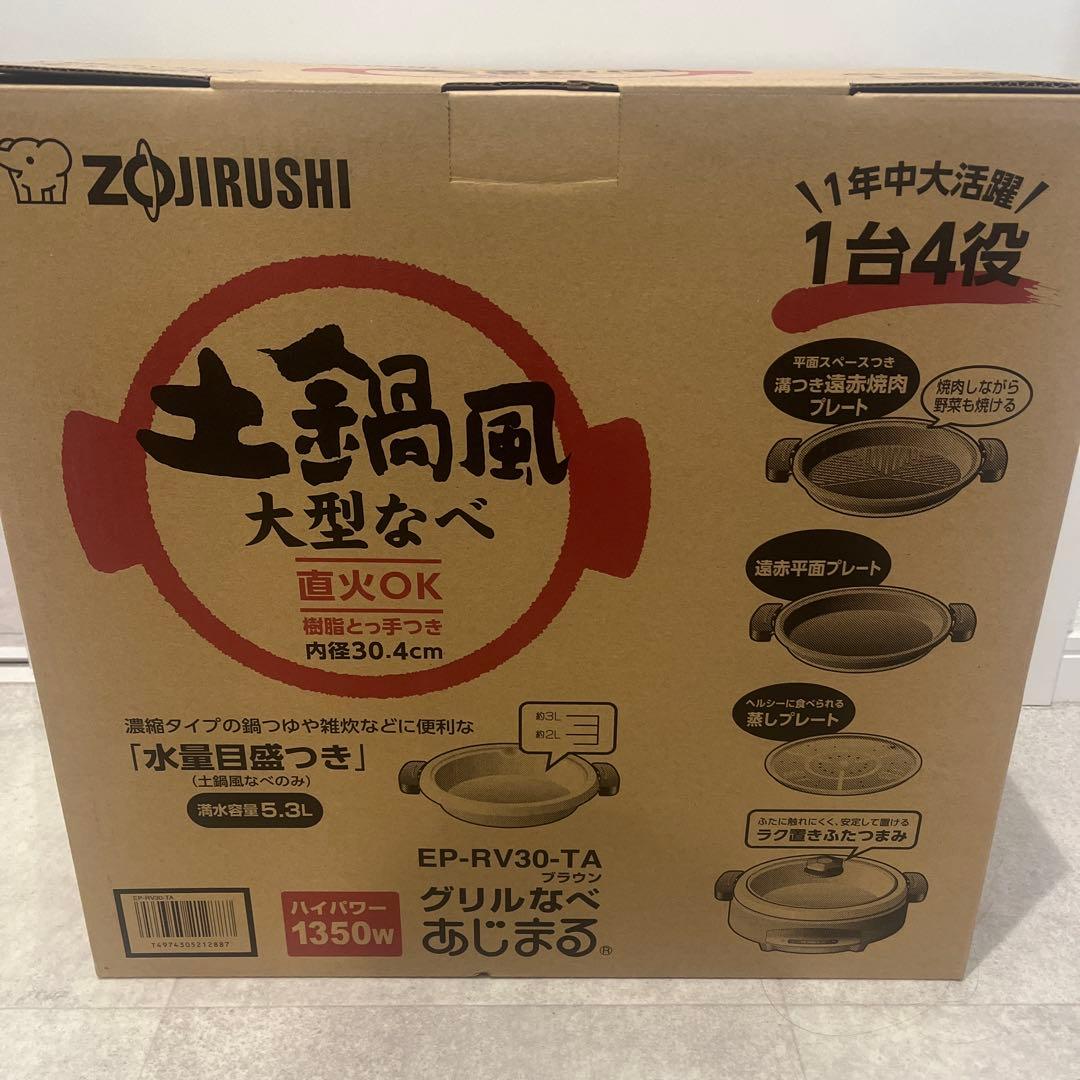 ZOJIRUSHI
土鍋風
大型なべ
直火OK
樹脂とっ手つき
内径30.4cm
濃縮タイプの鍋つゆや雑炊などに便利な
「水量目盛つき」
(土鍋風なべのみ)
満水容量5.3L
約3L
約2L
EP-RV30-TA
ブラウン
グリルなべ
あじまる®
ハイパワー
1350W
EP-RV30-TA
T4974305212887
1年中大活躍
1台4役
平面スペースつき
溝つき遠赤焼肉
プレート
焼肉しながら
野菜も焼ける
遠赤平面プレート
ヘルシーに食べられる
蒸しプレート
ふたに触れにくく、安定して置ける
ラク置きふたつまみ